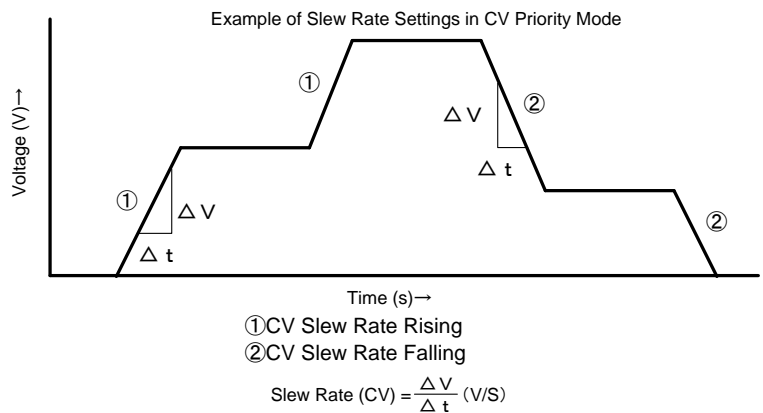 Example of Slew Rate Settings in CV Priority Mode
Voltage (V)→
①
②
△ V
△ t
①
△ V
△ t
②
Time (s)→
①CV Slew Rate Rising
②CV Slew Rate Falling
Slew Rate (CV) = △ V / △ t (V/S)